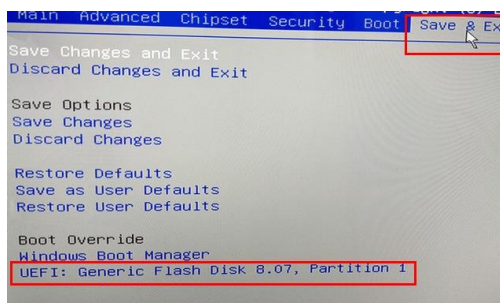 Main Advanced Chipset Security Boot Save & Ex
Save Changes and Exit
Discard Changes and Exit
Save Options
Save Changes
Discard Changes
Restore Defaults
Save as User Defaults
Restore User Defaults
Boot Override
Windows Boot Manager
UEFI: Generic Flash Disk 8.07, Partition 1